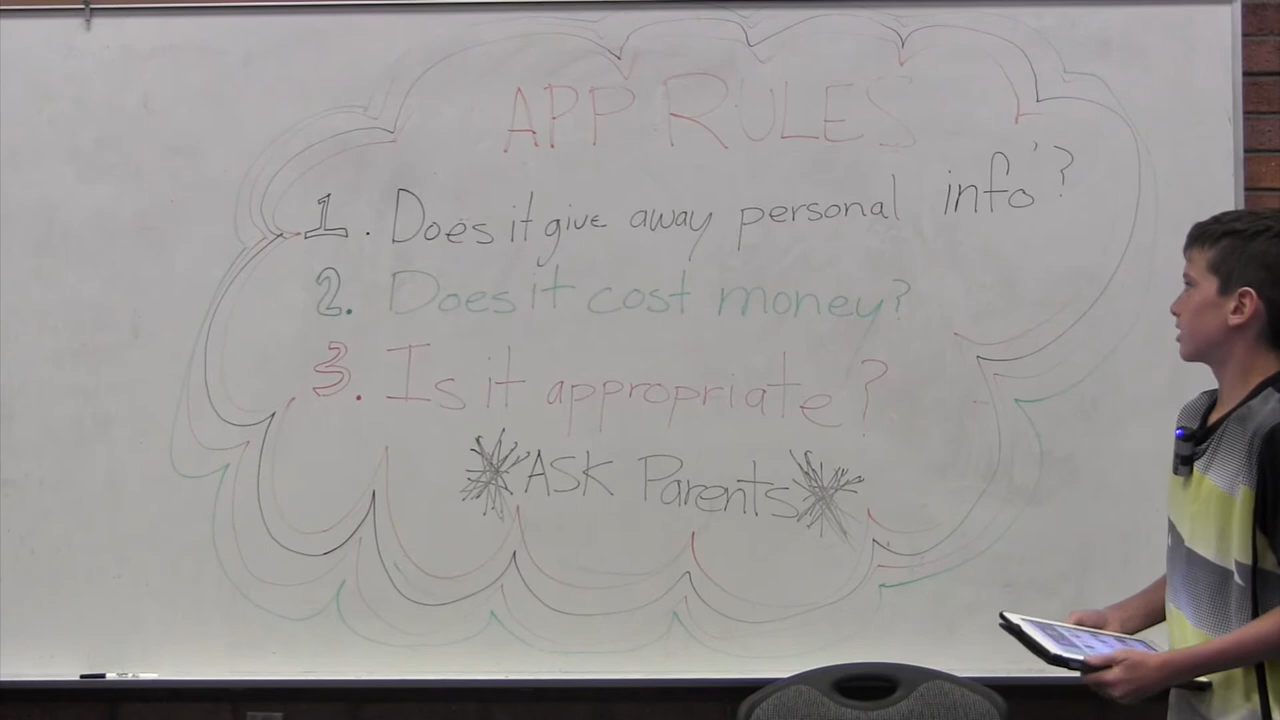 APP RULES
1. Does it give away personal info?
2. Does it cost money?
3. Is it appropriate?
ASK Parents